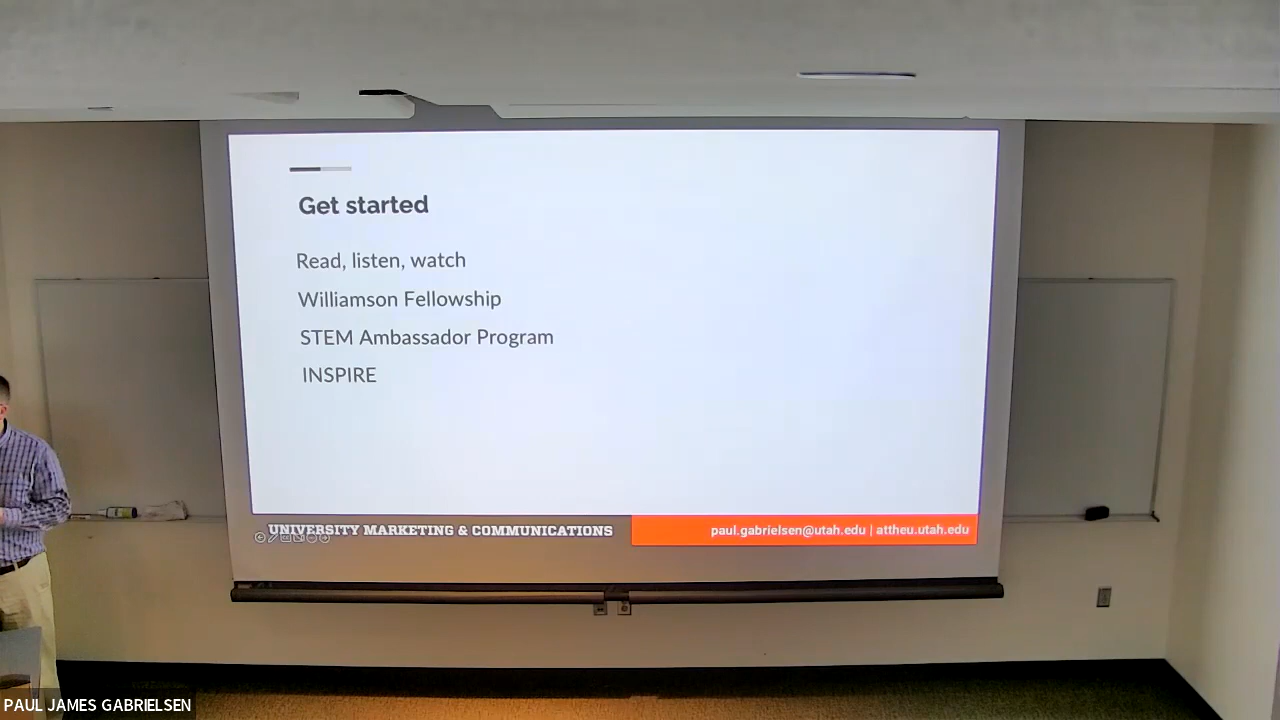 Get started
Read, listen, watch
Williamson Fellowship
STEM Ambassador Program
INSPIRE
UNIVERSITY MARKETING & COMMUNICATIONS
paul.gabrielsen@utah.edu | attheu.utah.edu
PAUL JAMES GABRIELSEN